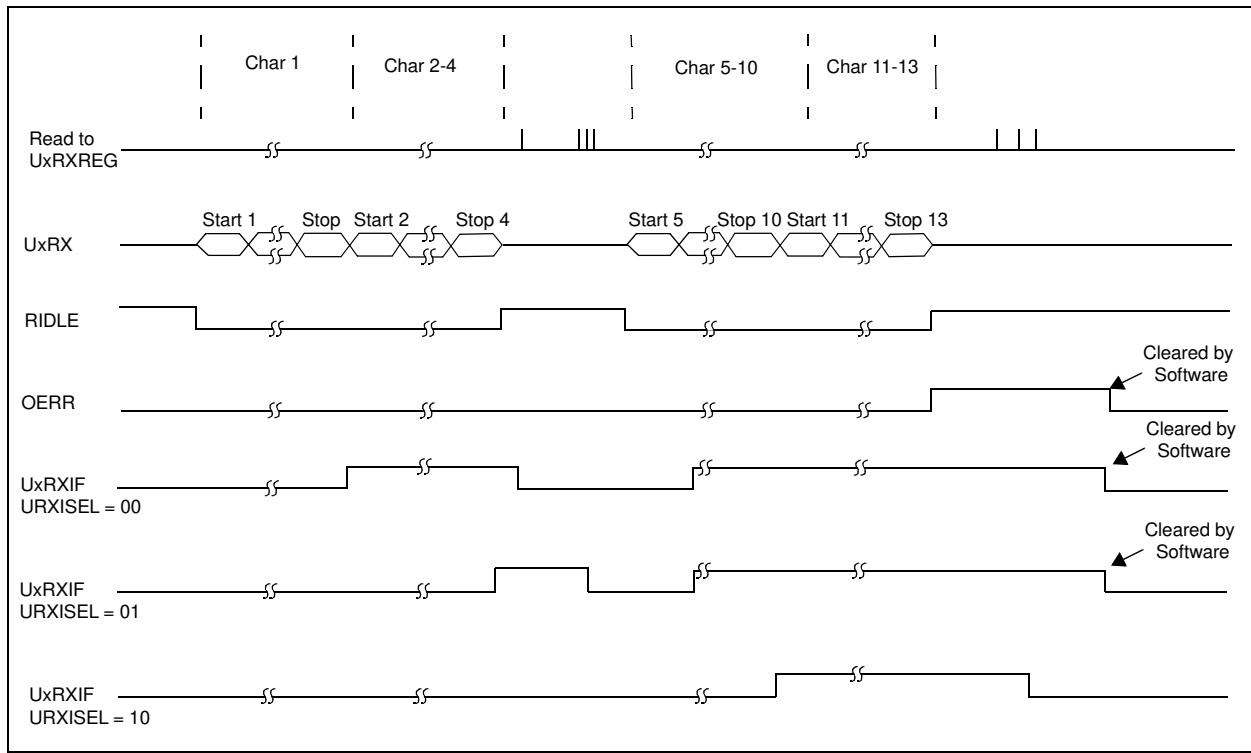 Char 1
Char 2-4
Char 5-10
Char 11-13
Read to
UxRXREG
Start 1
Stop
Start 2
Stop 4
Start 5
Stop 10
Start 11
Stop 13
UxRX
RIDLE
Cleared by
Software
OERR
Cleared by
Software
UxRXIF
URXISEL = 00
Cleared by
Software
UxRXIF
URXISEL = 01
UxRXIF
URXISEL = 10